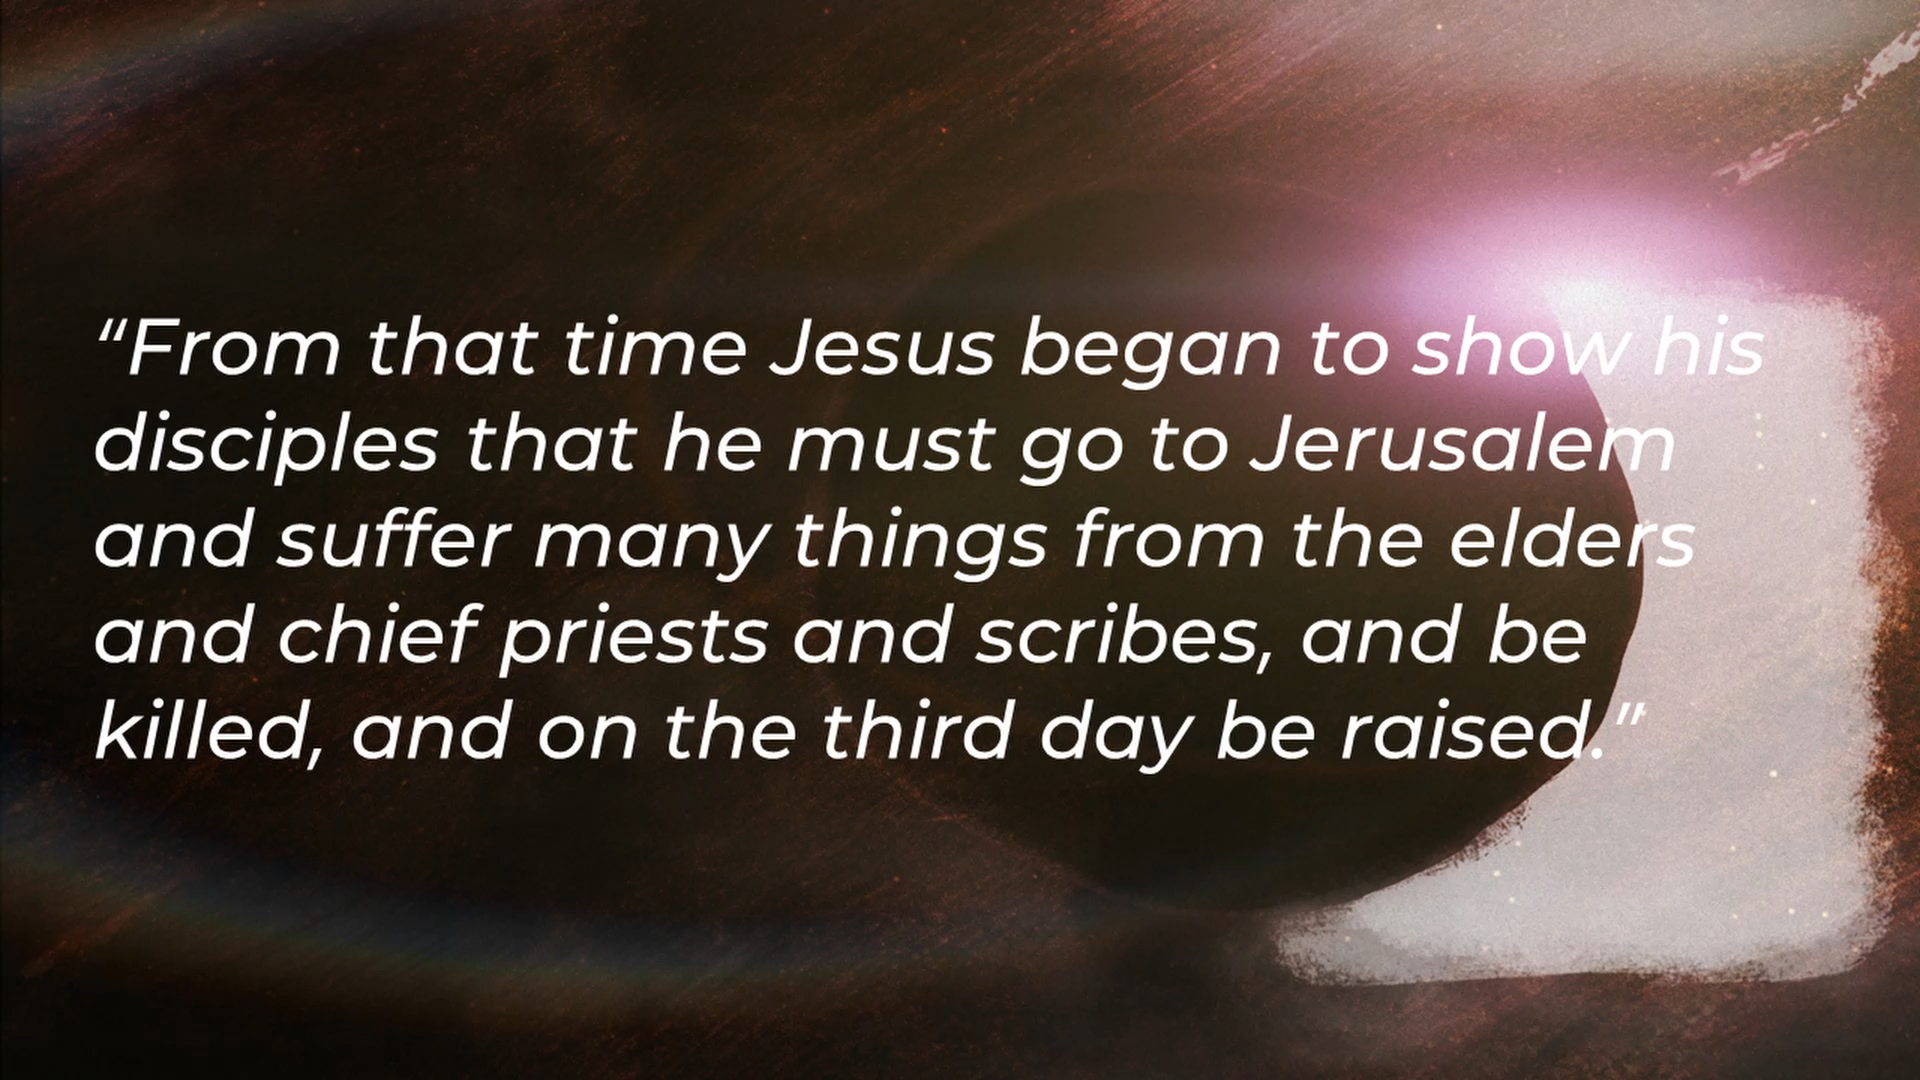 “From that time Jesus began to show his
disciples that he must go to Jerusalem
and suffer many things from the elders
and chief priests and scribes, and be
killed, and on the third day be raised.”